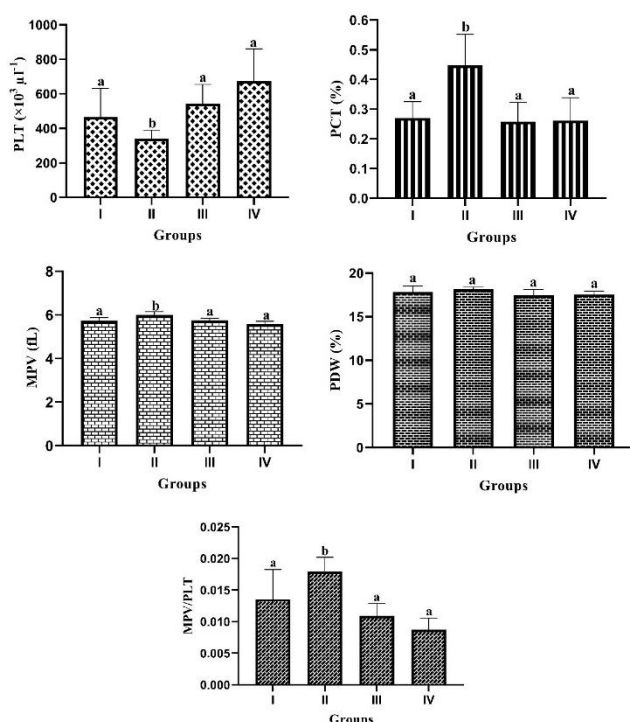 PLT (×10³ µl⁻¹)
1000
800
600
400
200
0
a
b
a
a
I II III IV
Groups
PCT (%)
0.6
0.5
0.4
0.3
0.2
0.1
0.0
a
b
a
a
I II III IV
Groups
MPV (fL)
8
6
4
2
0
a
b
a
a
I II III IV
Groups
PDW (%)
20
15
10
5
0
a
a
a
a
I II III IV
Groups
MPV/PLT
0.025
0.020
0.015
0.010
0.005
0.000
a
b
a
a
I II III IV
Groups